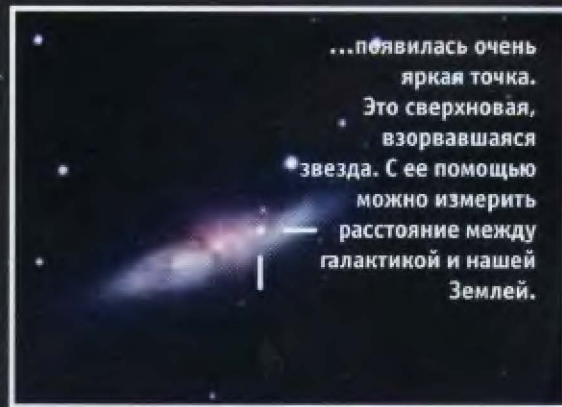 ...появилась очень
яркая точка.
Это сверхновая,
взорвавшаяся
звезда. С ее помощью
можно измерить
расстояние между
галактикой и нашей
Землей.